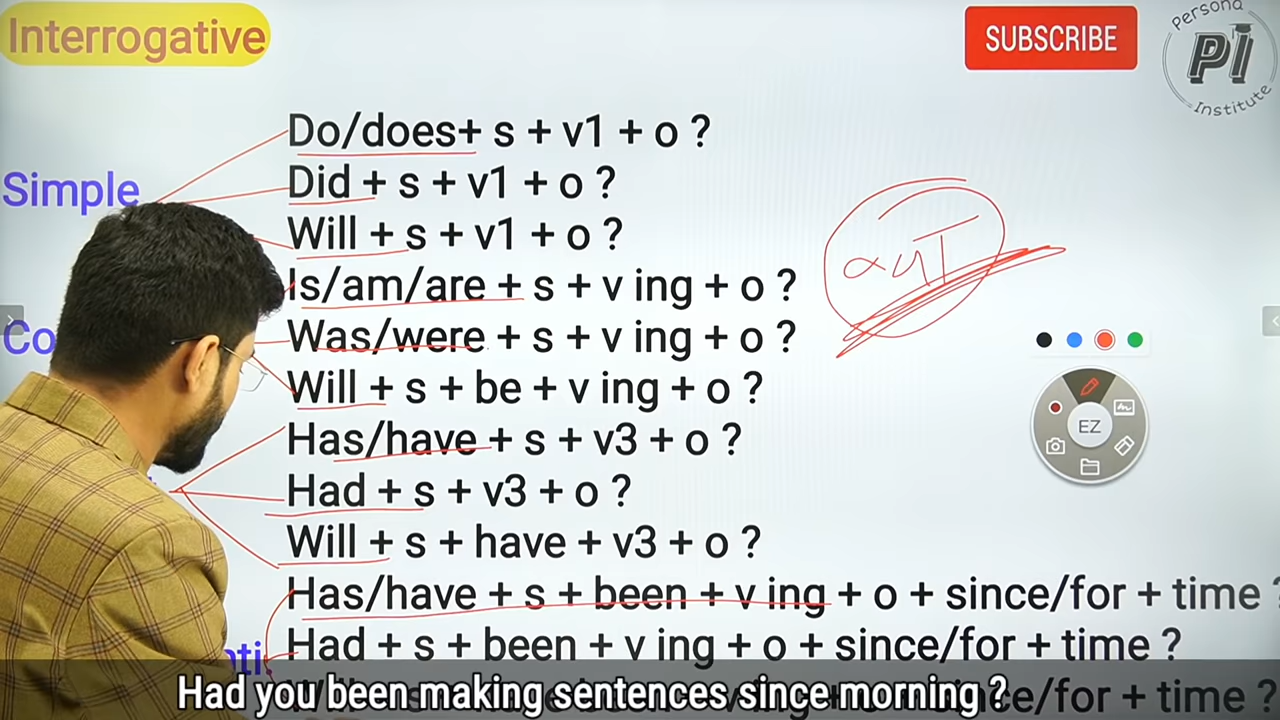 Interrogative
SUBSCRIBE
Persona
PI
Institute
Do/does+ s + v1 + o ?
Simple
Did + s + v1 + o ?
Will + s + v1 + o ?
Is/am/are + s + v ing + o ?
Co
Was/were + s + v ing + o ?
Will + s + be + v ing + o ?
EZ
Has/have + s + v3 + o ?
Had + s + v3 + o ?
Will + s + have + v3 + o ?
Has/have + s + been + v ing + o + since/for + time ?
Had + s + been + v ing + o + since/for + time ?
Had you been making sentences since morning ?
/for + time ?